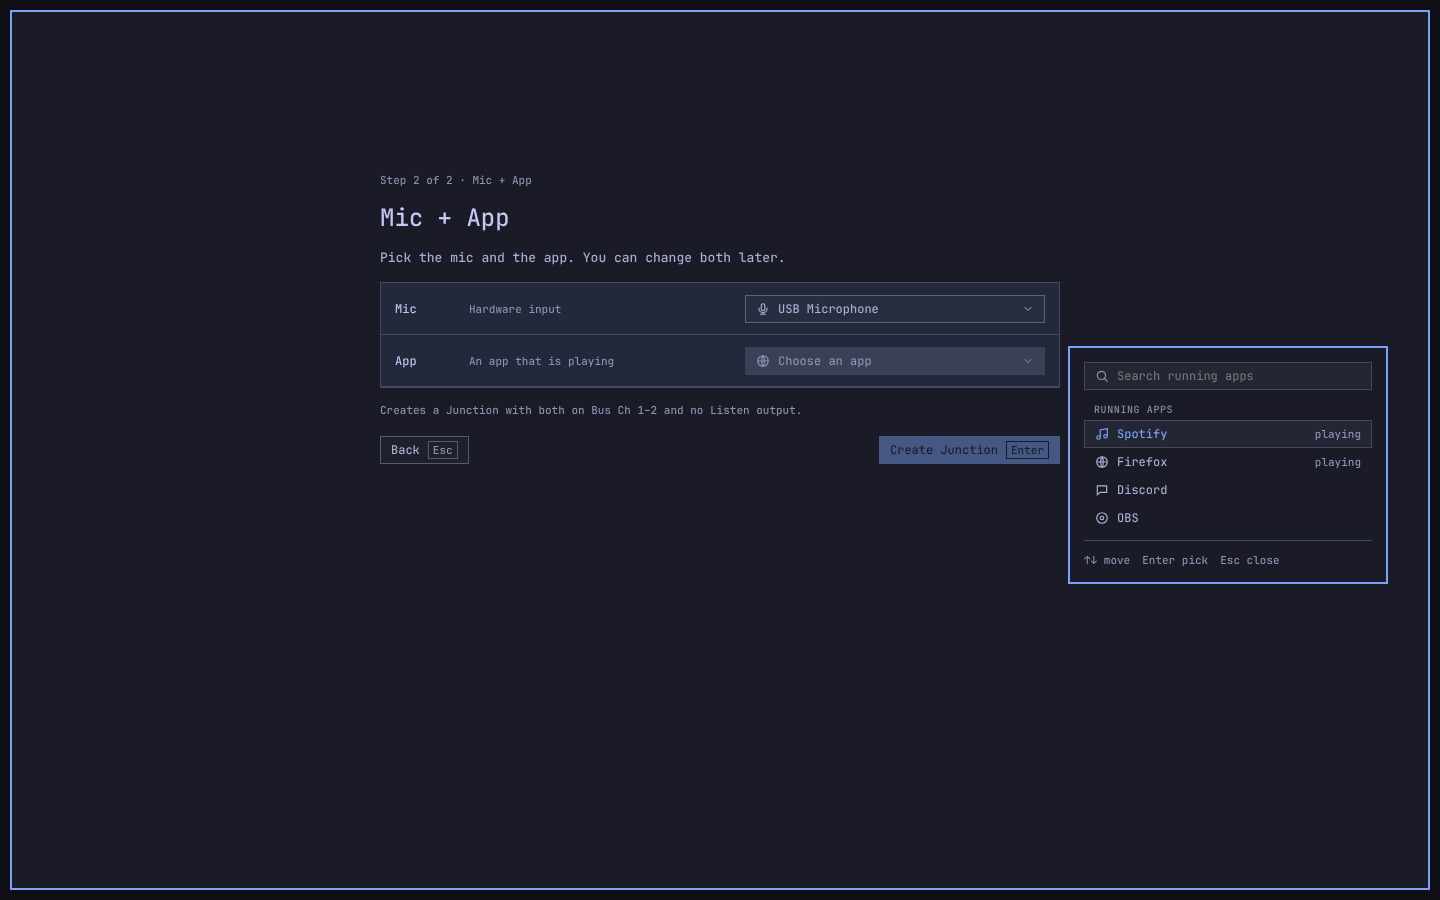 Step 2 of 2 · Mic + App
Mic + App
Pick the mic and the app. You can change both later.
Mic Hardware input USB Microphone
App An app that is playing Choose an app
Creates a Junction with both on Bus Ch 1–2 and no Listen output.
Back Esc Create Junction Enter
Search running apps
RUNNING APPS
Spotify playing
Firefox playing
Discord
OBS
↑↓ move Enter pick Esc close